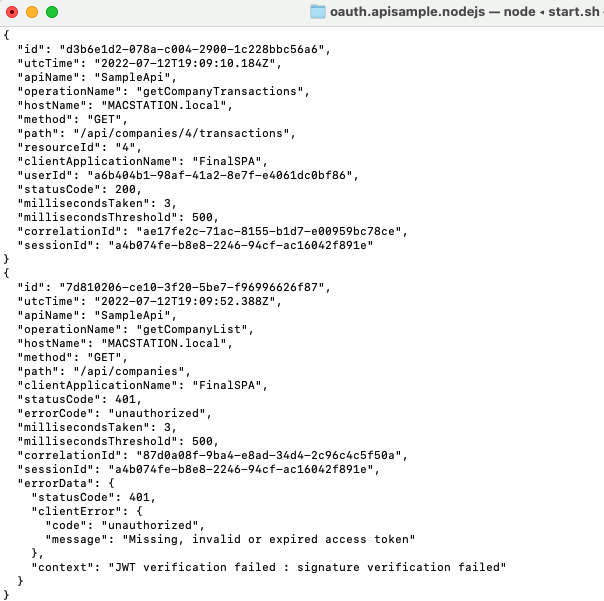 oauth.apisample.nodejs — node ◂ start.sh
{
  "id": "d3b6e1d2-078a-c004-2900-1c228bbc56a6",
  "utcTime": "2022-07-12T19:09:10.184Z",
  "apiName": "SampleApi",
  "operationName": "getCompanyTransactions",
  "hostName": "MACSTATION.local",
  "method": "GET",
  "path": "/api/companies/4/transactions",
  "resourceId": "4",
  "clientApplicationName": "FinalSPA",
  "userId": "a6b404b1-98af-41a2-8e7f-e4061dc0bf86",
  "statusCode": 200,
  "millisecondsTaken": 3,
  "millisecondsThreshold": 500,
  "correlationId": "ae17fe2c-71ac-8155-b1d7-e00959bc78ce",
  "sessionId": "a4b074fe-b8e8-2246-94cf-ac16042f891e"
}
{
  "id": "7d810206-ce10-3f20-5be7-f96996626f87",
  "utcTime": "2022-07-12T19:09:52.388Z",
  "apiName": "SampleApi",
  "operationName": "getCompanyList",
  "hostName": "MACSTATION.local",
  "method": "GET",
  "path": "/api/companies",
  "clientApplicationName": "FinalSPA",
  "statusCode": 401,
  "errorCode": "unauthorized",
  "millisecondsTaken": 3,
  "millisecondsThreshold": 500,
  "correlationId": "87d0a08f-9ba4-e8ad-34d4-2c96c4c5f50a",
  "sessionId": "a4b074fe-b8e8-2246-94cf-ac16042f891e",
  "errorData": {
    "statusCode": 401,
    "clientError": {
      "code": "unauthorized",
      "message": "Missing, invalid or expired access token"
    },
    "context": "JWT verification failed : signature verification failed"
  }
}